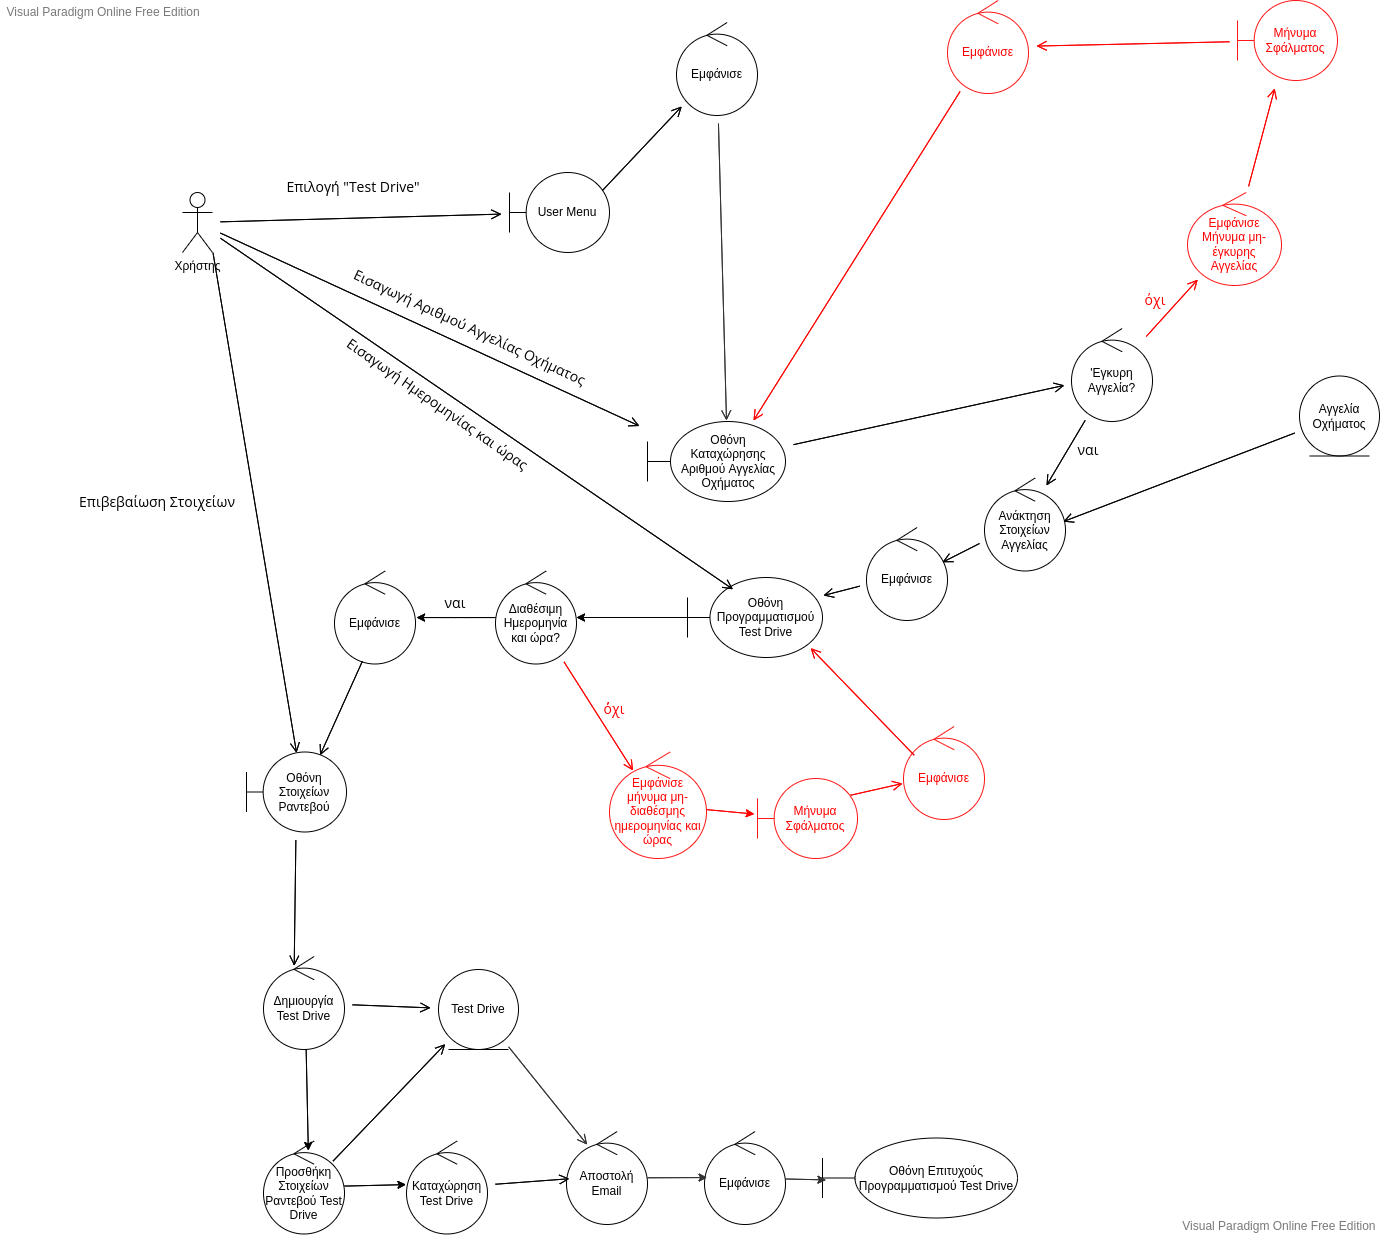 Visual Paradigm Online Free Edition
Εμφάνισε
Εμφάνισε
Μήνυμα
Σφάλματος
Επιλογή "Test Drive"
User Menu
Χρήστης
Εμφάνισε
Μήνυμα μη-
έγκυρης
Αγγελίας
όχι
Εισαγωγή Αριθμού Αγγελίας Οχήματος
Εισαγωγή Ημερομηνίας και ώρας
Έγκυρη
Αγγελία?
Αγγελία
Οχήματος
Οθόνη
Καταχώρησης
Αριθμού Αγγελίας
Οχήματος
ναι
Επιβεβαίωση Στοιχείων
Ανάκτηση
Στοιχείων
Αγγελίας
Εμφάνισε
Οθόνη
Προγραμματισμού
Test Drive
Διαθέσιμη
Ημερομηνία
και ώρα?
ναι
Εμφάνισε
όχι
Οθόνη
Στοιχείων
Ραντεβού
Εμφάνισε
μήνυμα μη-
διαθέσμης
ημερομηνίας και
ώρας
Μήνυμα
Σφάλματος
Εμφάνισε
Δημιουργία
Test Drive
Test Drive
Προσθήκη
Στοιχείων
Ραντεβού Test
Drive
Καταχώρηση
Test Drive
Αποστολή
Email
Εμφάνισε
Οθόνη Επιτυχούς
Προγραμματισμού Test Drive
Visual Paradigm Online Free Edition